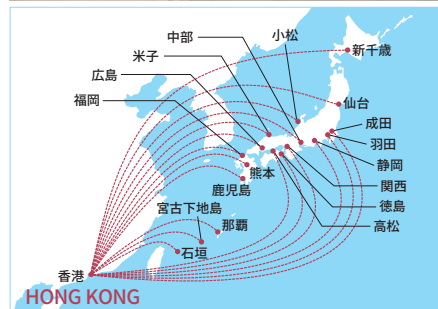 中部
小松
米子
新千歳
広島
仙台
福岡
成田
羽田
静岡
熊本
関西
鹿児島
徳島
宮古下地島
高松
那覇
石垣
香港
HONG KONG